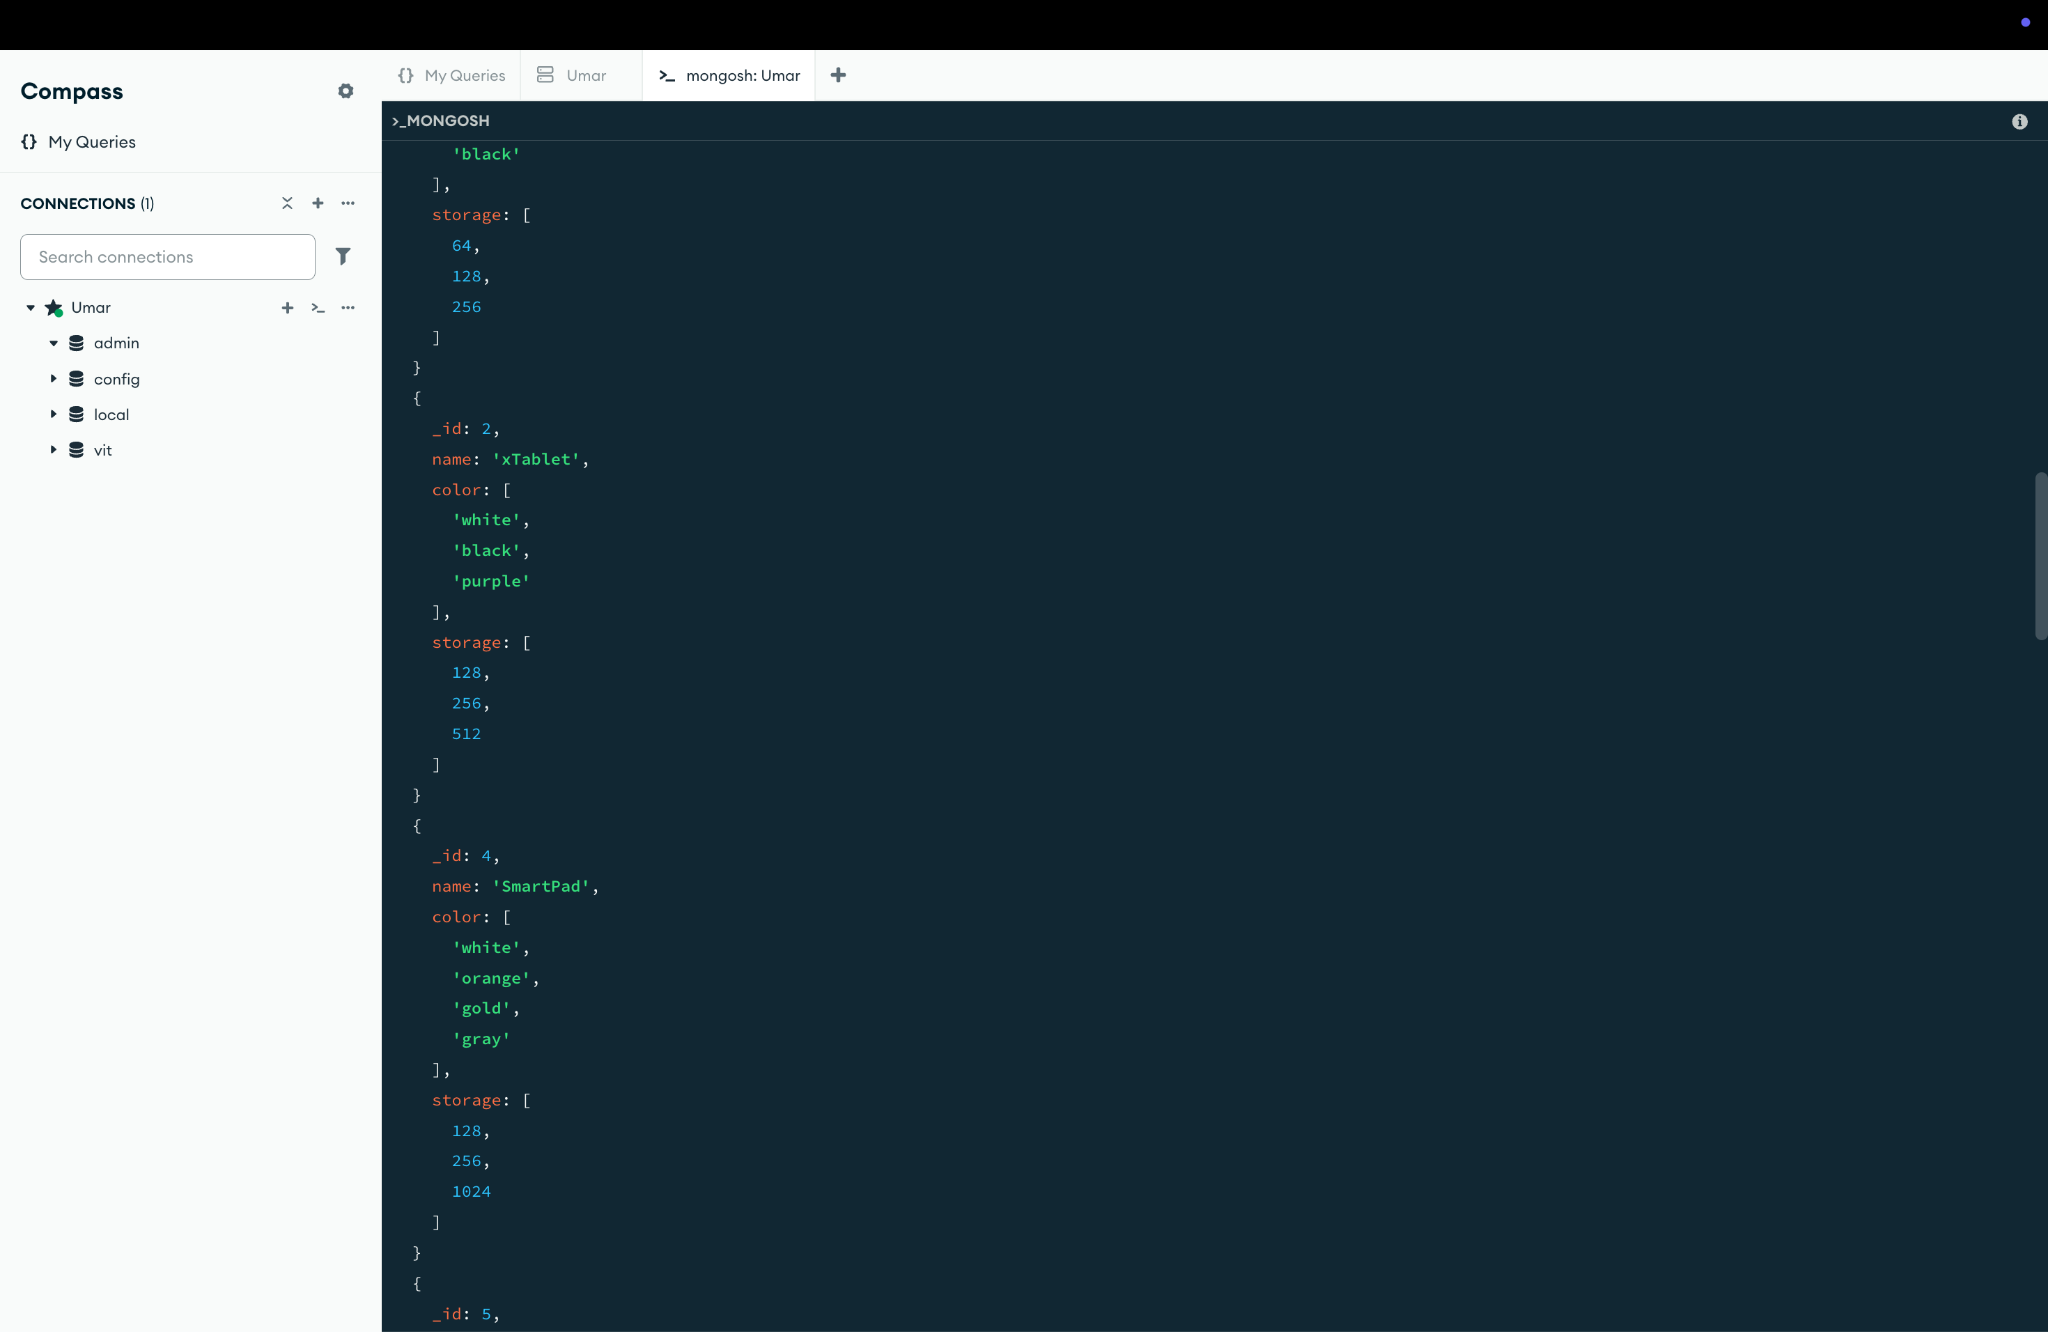 Compass
My Queries
CONNECTIONS (1)
Search connections
Umar
admin
config
local
vit
My Queries
Umar
mongosh: Umar
>_MONGOSH
'black'
],
storage: [
64,
128,
256
]
}
{
_id: 2,
name: 'xTablet',
color: [
'white',
'black',
'purple'
],
storage: [
128,
256,
512
]
}
{
_id: 4,
name: 'SmartPad',
color: [
'white',
'orange',
'gold',
'gray'
],
storage: [
128,
256,
1024
]
}
{
_id: 5,